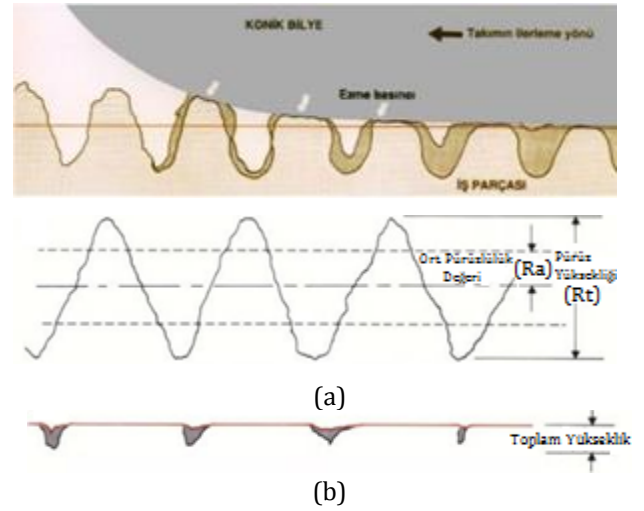 KONİK BİLYE
Takımın ilerleme yönü
Ezme basıncı
İŞ PARÇASI
Ort Pürüzlülük
Değeri
(Ra)
Pürüz
Yüksekliği
(Rt)
(a)
Toplam Yükseklik
(b)